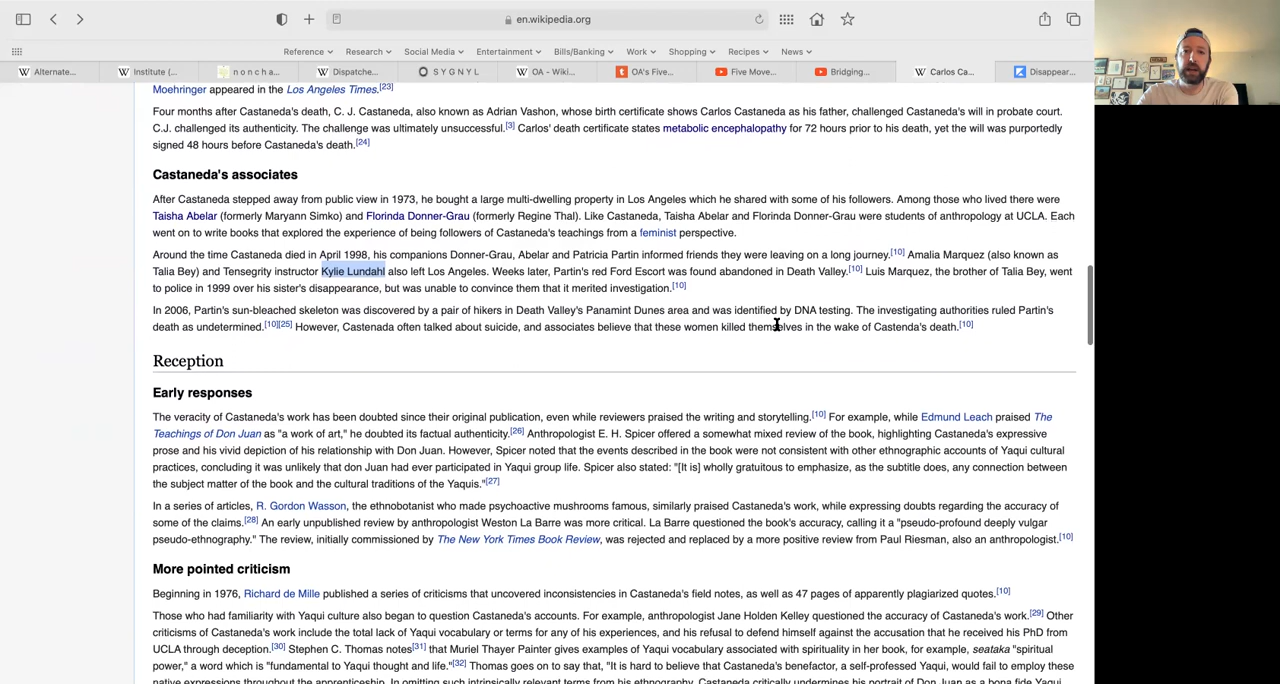 en.wikipedia.org
Reference
Research
Social Media
Entertainment
Bills/Banking
Work
Shopping
Recipes
News
W Alternate...
W Institute (...
n o n c h a...
W Dispatche...
S Y G N Y L
W OA - Wiki...
t OA's Five...
Five Move...
Bridging...
W Carlos Ca...
Disappear...
Moehringer appeared in the Los Angeles Times.[23]
Four months after Castaneda's death, C. J. Castaneda, also known as Adrian Vashon, whose birth certificate shows Carlos Castaneda as his father, challenged Castaneda's will in probate court.
C.J. challenged its authenticity. The challenge was ultimately unsuccessful.[3] Carlos' death certificate states metabolic encephalopathy for 72 hours prior to his death, yet the will was purportedly
signed 48 hours before Castaneda's death.[24]
Castaneda's associates
After Castaneda stepped away from public view in 1973, he bought a large multi-dwelling property in Los Angeles which he shared with some of his followers. Among those who lived there were
Taisha Abelar (formerly Maryann Simko) and Florinda Donner-Grau (formerly Regine Thal). Like Castaneda, Taisha Abelar and Florinda Donner-Grau were students of anthropology at UCLA. Each
went on to write books that explored the experience of being followers of Castaneda's teachings from a feminist perspective.
Around the time Castaneda died in April 1998, his companions Donner-Grau, Abelar and Patricia Partin informed friends they were leaving on a long journey.[10] Amalia Marquez (also known as
Talia Bey) and Tensegrity instructor Kylie Lundahl also left Los Angeles. Weeks later, Partin's red Ford Escort was found abandoned in Death Valley.[10] Luis Marquez, the brother of Talia Bey, went
to police in 1999 over his sister's disappearance, but was unable to convince them that it merited investigation.[10]
In 2006, Partin's sun-bleached skeleton was discovered by a pair of hikers in Death Valley's Panamint Dunes area and was identified by DNA testing. The investigating authorities ruled Partin's
death as undetermined.[10][25] However, Castenada often talked about suicide, and associates believe that these women killed themselves in the wake of Castenda's death.[10]
Reception
Early responses
The veracity of Castaneda's work has been doubted since their original publication, even while reviewers praised the writing and storytelling.[10] For example, while Edmund Leach praised The
Teachings of Don Juan as "a work of art," he doubted its factual authenticity.[26] Anthropologist E. H. Spicer offered a somewhat mixed review of the book, highlighting Castaneda's expressive
prose and his vivid depiction of his relationship with Don Juan. However, Spicer noted that the events described in the book were not consistent with other ethnographic accounts of Yaqui cultural
practices, concluding it was unlikely that don Juan had ever participated in Yaqui group life. Spicer also stated: "[It is] wholly gratuitous to emphasize, as the subtitle does, any connection between
the subject matter of the book and the cultural traditions of the Yaquis."[27]
In a series of articles, R. Gordon Wasson, the ethnobotanist who made psychoactive mushrooms famous, similarly praised Castaneda's work, while expressing doubts regarding the accuracy of
some of the claims.[28] An early unpublished review by anthropologist Weston La Barre was more critical. La Barre questioned the book's accuracy, calling it a "pseudo-profound deeply vulgar
pseudo-ethnography." The review, initially commissioned by The New York Times Book Review, was rejected and replaced by a more positive review from Paul Riesman, also an anthropologist.[10]
More pointed criticism
Beginning in 1976, Richard de Mille published a series of criticisms that uncovered inconsistencies in Castaneda's field notes, as well as 47 pages of apparently plagiarized quotes.[10]
Those who had familiarity with Yaqui culture also began to question Castaneda's accounts. For example, anthropologist Jane Holden Kelley questioned the accuracy of Castaneda's work.[29] Other
criticisms of Castaneda's work include the total lack of Yaqui vocabulary or terms for any of his experiences, and his refusal to defend himself against the accusation that he received his PhD from
UCLA through deception.[30] Stephen C. Thomas notes[31] that Muriel Thayer Painter gives examples of Yaqui vocabulary associated with spirituality in her book, for example, seataka "spiritual
power," a word which is "fundamental to Yaqui thought and life."[32] Thomas goes on to say that, "It is hard to believe that Castaneda's benefactor, a self-professed Yaqui, would fail to employ these
native expressions throughout the apprenticeship. In omitting such intrinsically relevant terms from his ethnography, Castaneda critically undermines his portrait of Don Juan as a bona fide Yaqui